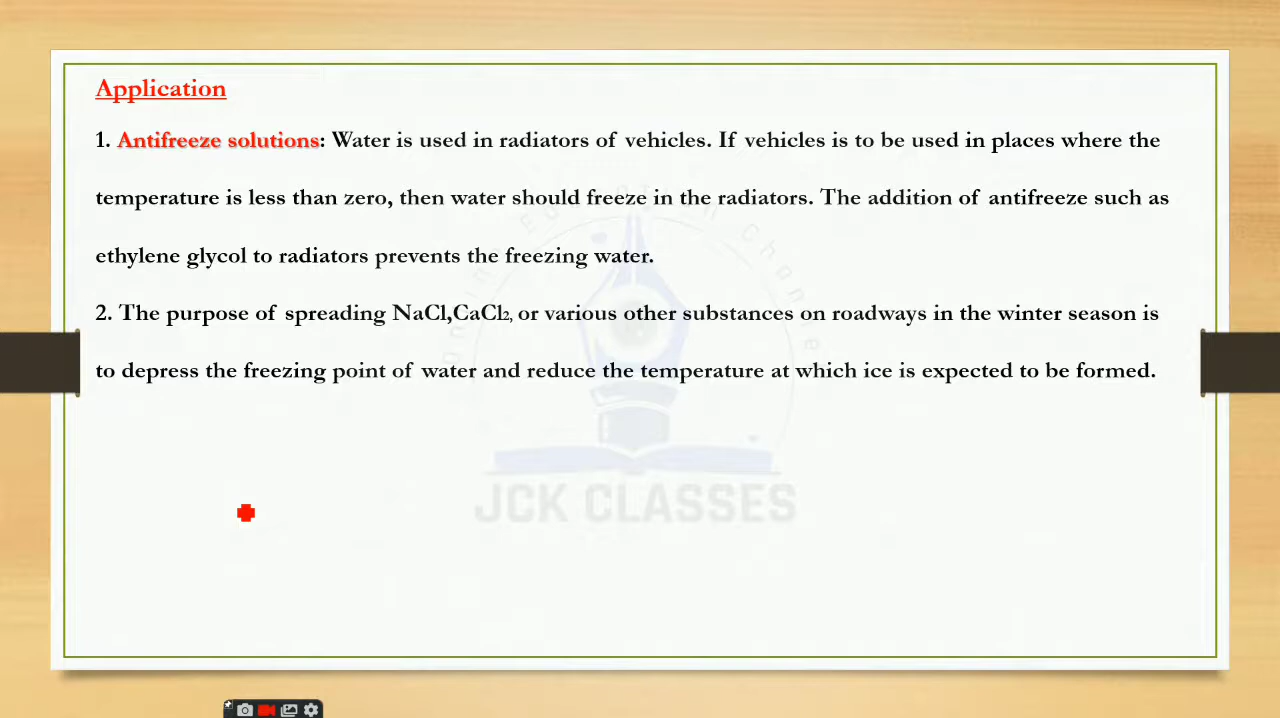 Application
1. Antifreeze solutions: Water is used in radiators of vehicles. If vehicles is to be used in places where the
temperature is less than zero, then water should freeze in the radiators. The addition of antifreeze such as
ethylene glycol to radiators prevents the freezing water.
2. The purpose of spreading NaCl,CaCl₂, or various other substances on roadways in the winter season is
to depress the freezing point of water and reduce the temperature at which ice is expected to be formed.
JCK CLASSES